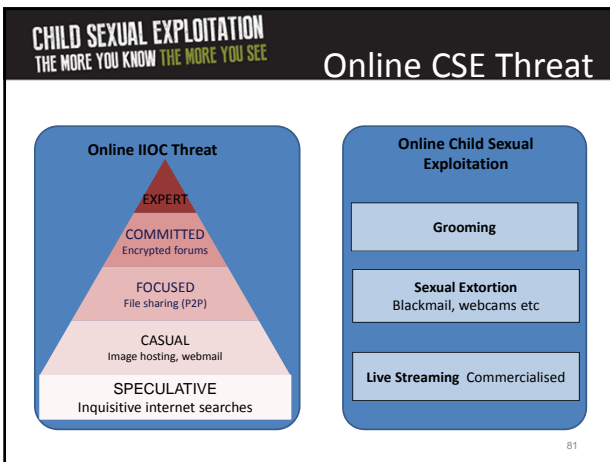 CHILD SEXUAL EXPLOITATION
THE MORE YOU KNOW THE MORE YOU SEE
Online CSE Threat
Online IIOC Threat
EXPERT
COMMITTED
Encrypted forums
FOCUSED
File sharing (P2P)
CASUAL
Image hosting, webmail
SPECULATIVE
Inquisitive internet searches
Online Child Sexual
Exploitation
Grooming
Sexual Extortion
Blackmail, webcams etc
Live Streaming Commercialised
81